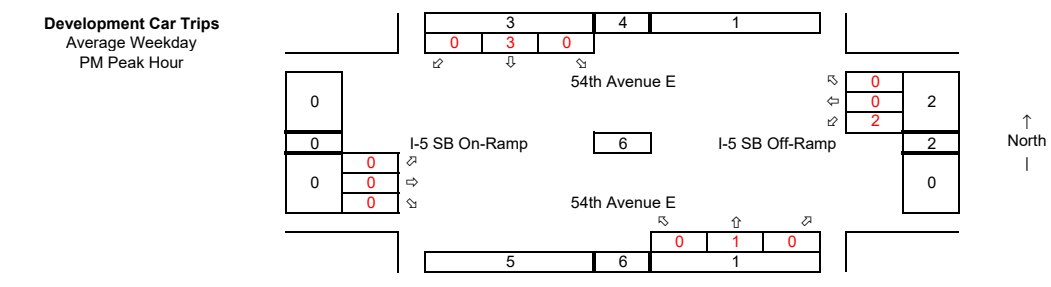 Development Car Trips
Average Weekday
PM Peak Hour
3 4 1
0 3 0
⬃ ⇩ ⬂
54th Avenue E
0
0
0
⬀ 0
⇨ 0
⬂ 0
I-5 SB On-Ramp
6
I-5 SB Off-Ramp
⬁ 0
⇦ 0
⬃ 2
2
2
0
↑
North
|
54th Avenue E
⬁ ⇧ ⬀
0 1 0
5 6 1